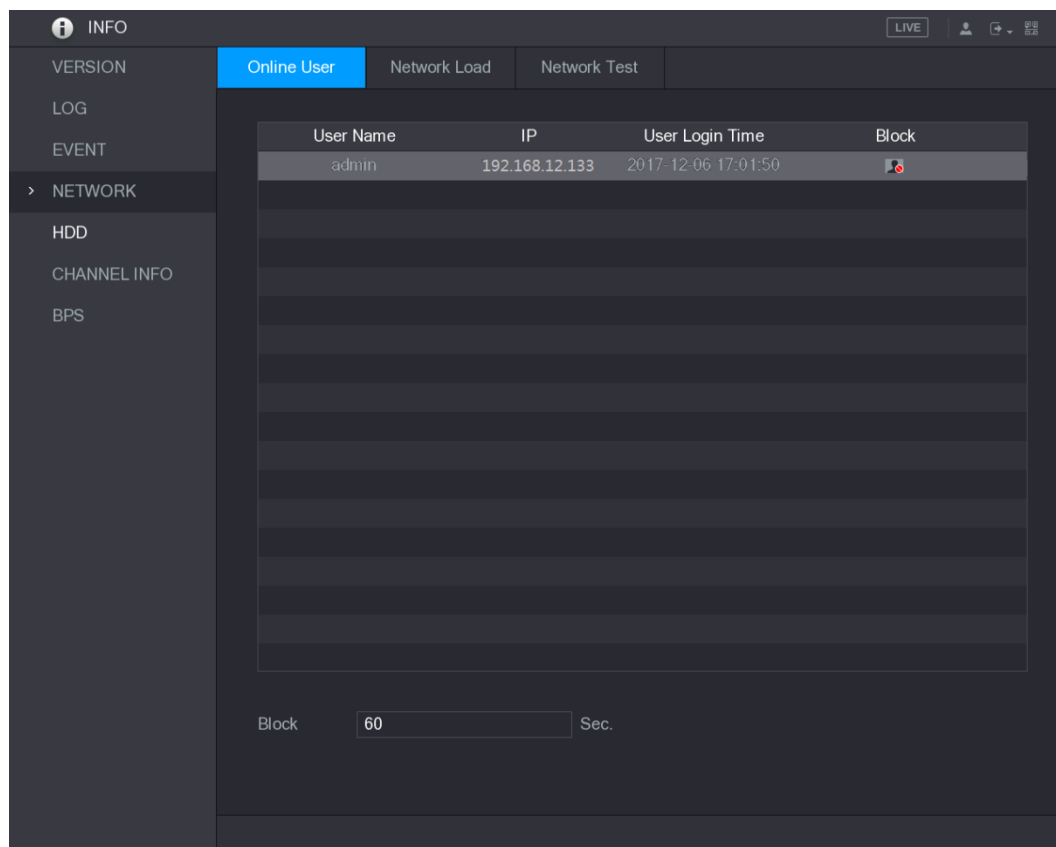 INFO LIVE
VERSION
LOG
EVENT
NETWORK
HDD
CHANNEL INFO
BPS
Online User Network Load Network Test
User Name IP User Login Time Block
admin 192.168.12.133 2017-12-06 17:01:50
Block 60 Sec.